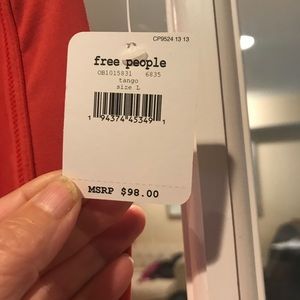 CP9524 13 13
free people
OB1015831 6835
tango
size L
1 94374 45349 1
MSRP $98.00